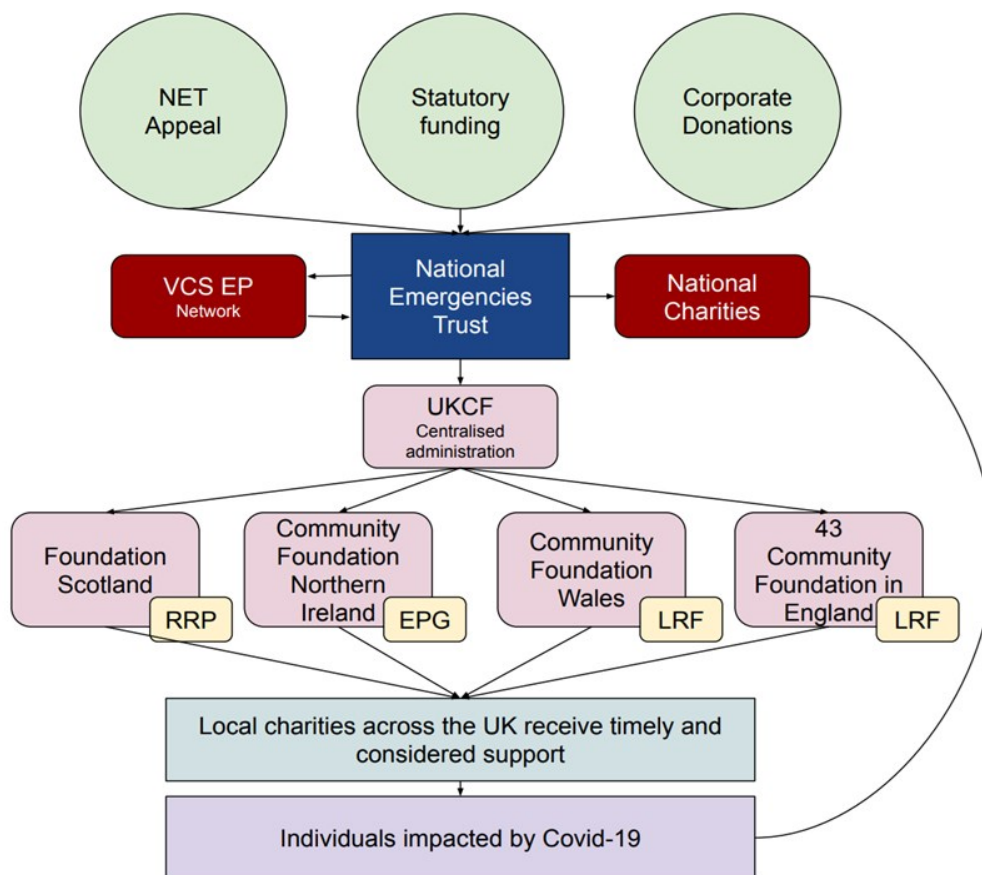 NET
Appeal
Statutory
funding
Corporate
Donations
VCS EP
Network
National
Emergencies
Trust
National
Charities
UKCF
Centralised
administration
Foundation
Scotland
RRP
Community
Foundation
Northern
Ireland
EPG
Community
Foundation
Wales
LRF
43
Community
Foundation in
England
LRF
Local charities across the UK receive timely and
considered support
Individuals impacted by Covid-19